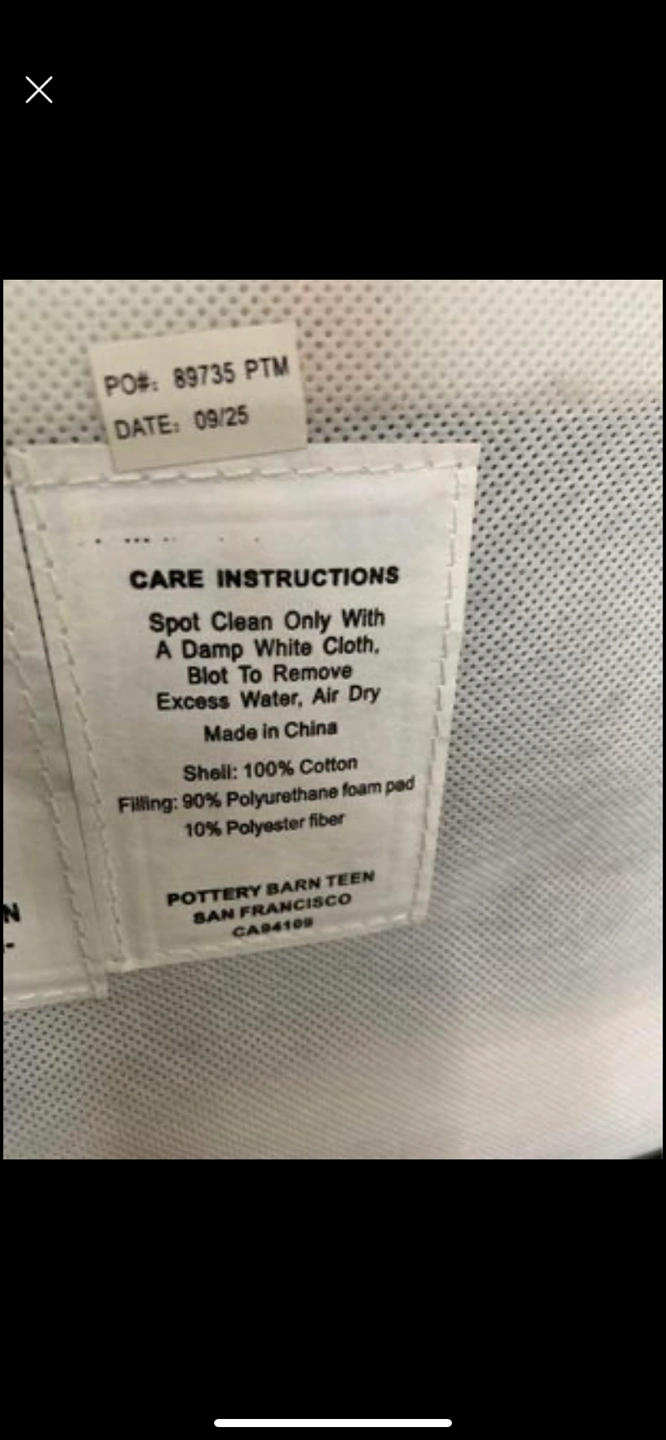 PO#: 89735 PTM
DATE: 09/25
CARE INSTRUCTIONS
Spot Clean Only With
A Damp White Cloth,
Blot To Remove
Excess Water, Air Dry
Made in China
Shell: 100% Cotton
Filling: 90% Polyurethane foam pad
10% Polyester fiber
POTTERY BARN TEEN
SAN FRANCISCO
CA94109
N